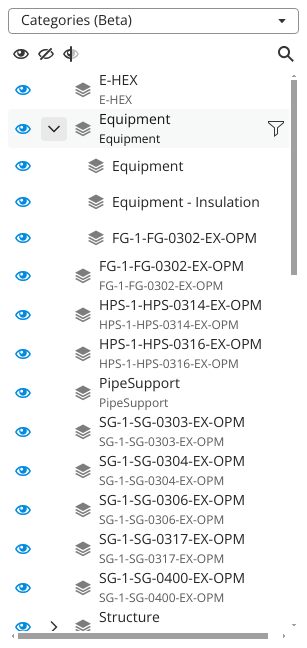 Categories (Beta)
E-HEX
E-HEX
Equipment
Equipment
Equipment
Equipment - Insulation
FG-1-FG-0302-EX-OPM
FG-1-FG-0302-EX-OPM
FG-1-FG-0302-EX-OPM
HPS-1-HPS-0314-EX-OPM
HPS-1-HPS-0314-EX-OPM
HPS-1-HPS-0316-EX-OPM
HPS-1-HPS-0316-EX-OPM
PipeSupport
PipeSupport
SG-1-SG-0303-EX-OPM
SG-1-SG-0303-EX-OPM
SG-1-SG-0304-EX-OPM
SG-1-SG-0304-EX-OPM
SG-1-SG-0306-EX-OPM
SG-1-SG-0306-EX-OPM
SG-1-SG-0317-EX-OPM
SG-1-SG-0317-EX-OPM
SG-1-SG-0400-EX-OPM
SG-1-SG-0400-EX-OPM
Structure